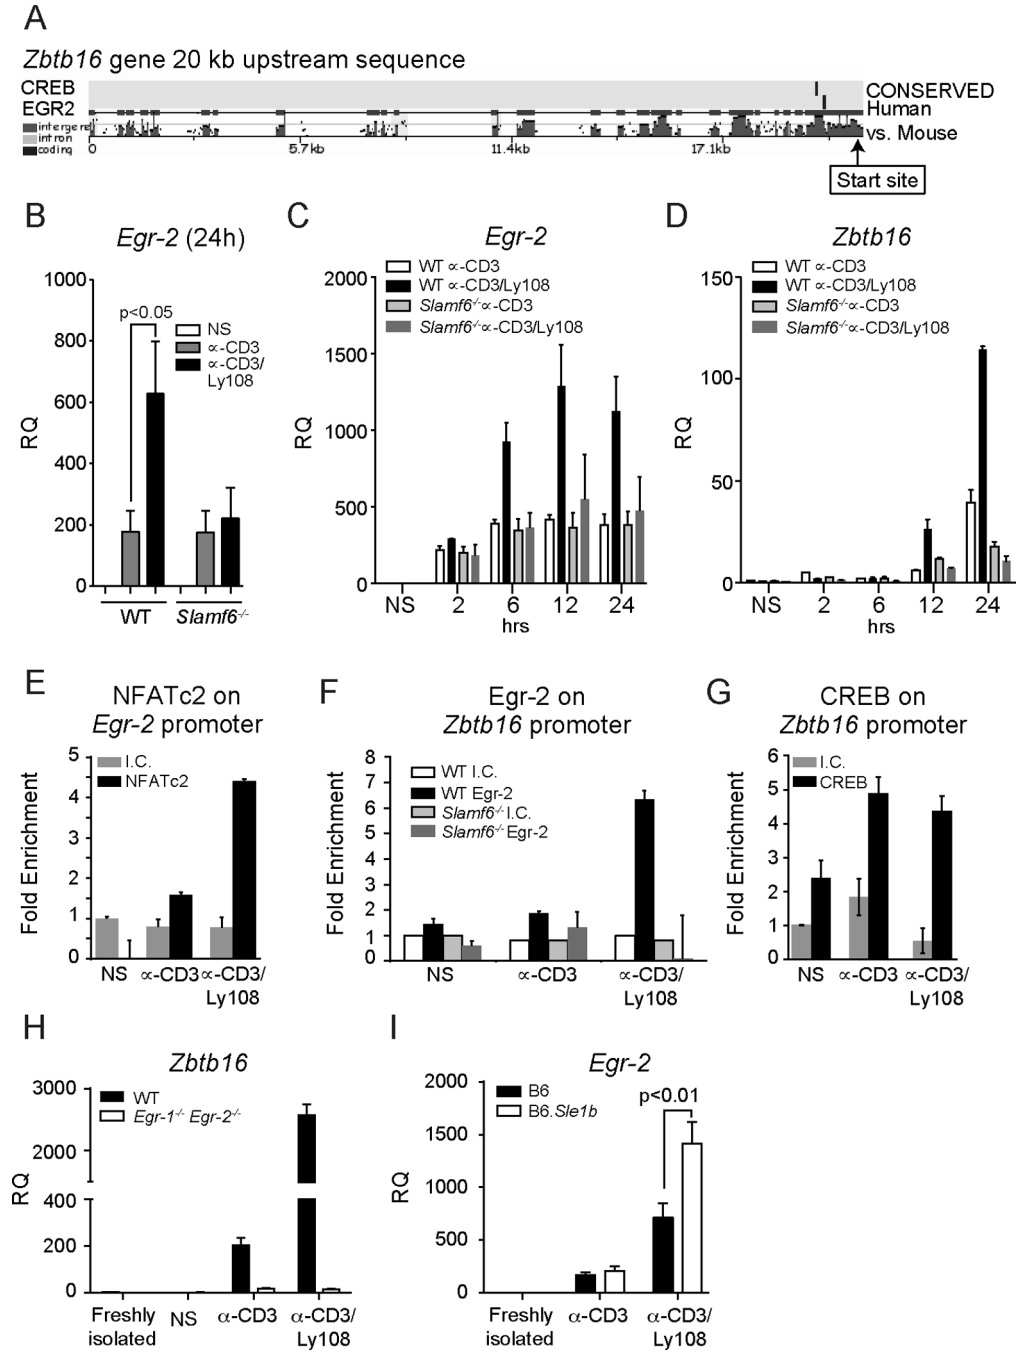 A
Zbtb16 gene 20 kb upstream sequence
CREB
CONSERVED
EGR2
Human
intergene
intron
coding
vs. Mouse
0 5.7kb 11.4kb 17.1kb
Start site
B
Egr-2 (24h)
1000
800
600
400
200
0
RQ
p<0.05
NS
∝-CD3
∝-CD3/
Ly108
WT Slamf6-/-
C
Egr-2
WT ∝-CD3
WT ∝-CD3/Ly108
Slamf6-/-∝-CD3
Slamf6-/-∝-CD3/Ly108
2000
1500
1000
500
0
RQ
NS 2 6 12 24
hrs
D
Zbtb16
WT ∝-CD3
WT ∝-CD3/Ly108
Slamf6-/-∝-CD3
Slamf6-/-∝-CD3/Ly108
150
100
50
0
RQ
NS 2 6 12 24
hrs
E
NFATc2 on
Egr-2 promoter
I.C.
NFATc2
5
4
3
2
1
0
Fold Enrichment
NS ∝-CD3 ∝-CD3/
Ly108
F
Egr-2 on
Zbtb16 promoter
WT I.C.
WT Egr-2
Slamf6-/- I.C.
Slamf6-/- Egr-2
8
7
6
5
4
3
2
1
0
Fold Enrichment
NS ∝-CD3 ∝-CD3/
Ly108
G
CREB on
Zbtb16 promoter
I.C.
CREB
6
5
4
3
2
1
0
Fold Enrichment
NS ∝-CD3 ∝-CD3/
Ly108
H
Zbtb16
WT
Egr-1-/- Egr-2-/-
3000
2000
400
200
0
RQ
Freshly
isolated
NS
α-CD3
α-CD3/
Ly108
I
Egr-2
B6
B6.Sle1b
p<0.01
2000
1500
1000
500
0
RQ
Freshly
isolated
α-CD3
α-CD3/
Ly108